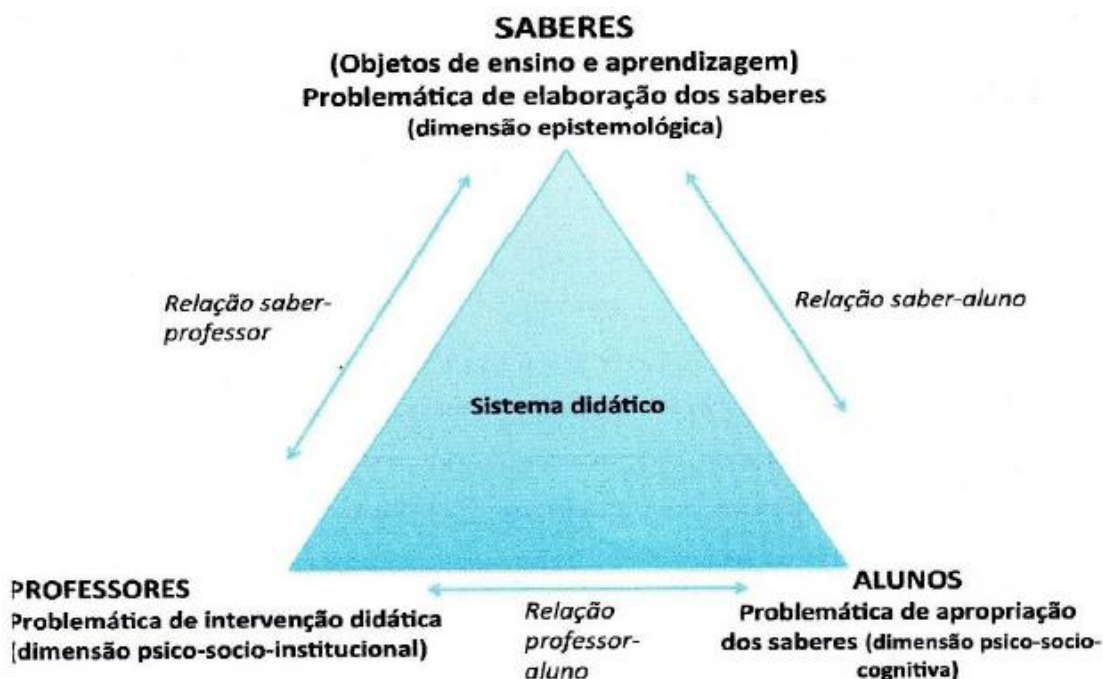 SABERES
(Objetos de ensino e aprendizagem)
Problemática de elaboração dos saberes
(dimensão epistemológica)
Relação saber-
professor
Relação saber-aluno
Sistema didático
PROFESSORES
Problemática de intervenção didática
(dimensão psico-socio-institucional)
Relação
professor-
aluno
ALUNOS
Problemática de apropriação
dos saberes (dimensão psico-socio-
cognitiva)